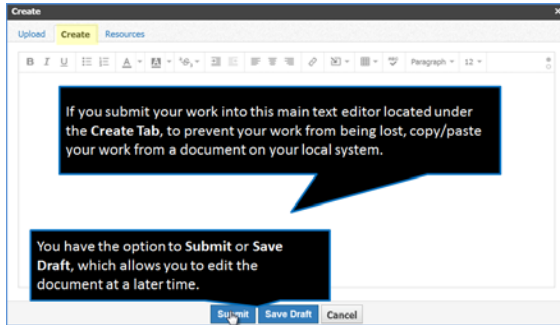 Create
Upload Create Resources
B I U A Paragraph 12
If you submit your work into this main text editor located under
the Create Tab, to prevent your work from being lost, copy/paste
your work from a document on your local system.
You have the option to Submit or Save
Draft, which allows you to edit the
document at a later time.
Submit Save Draft Cancel